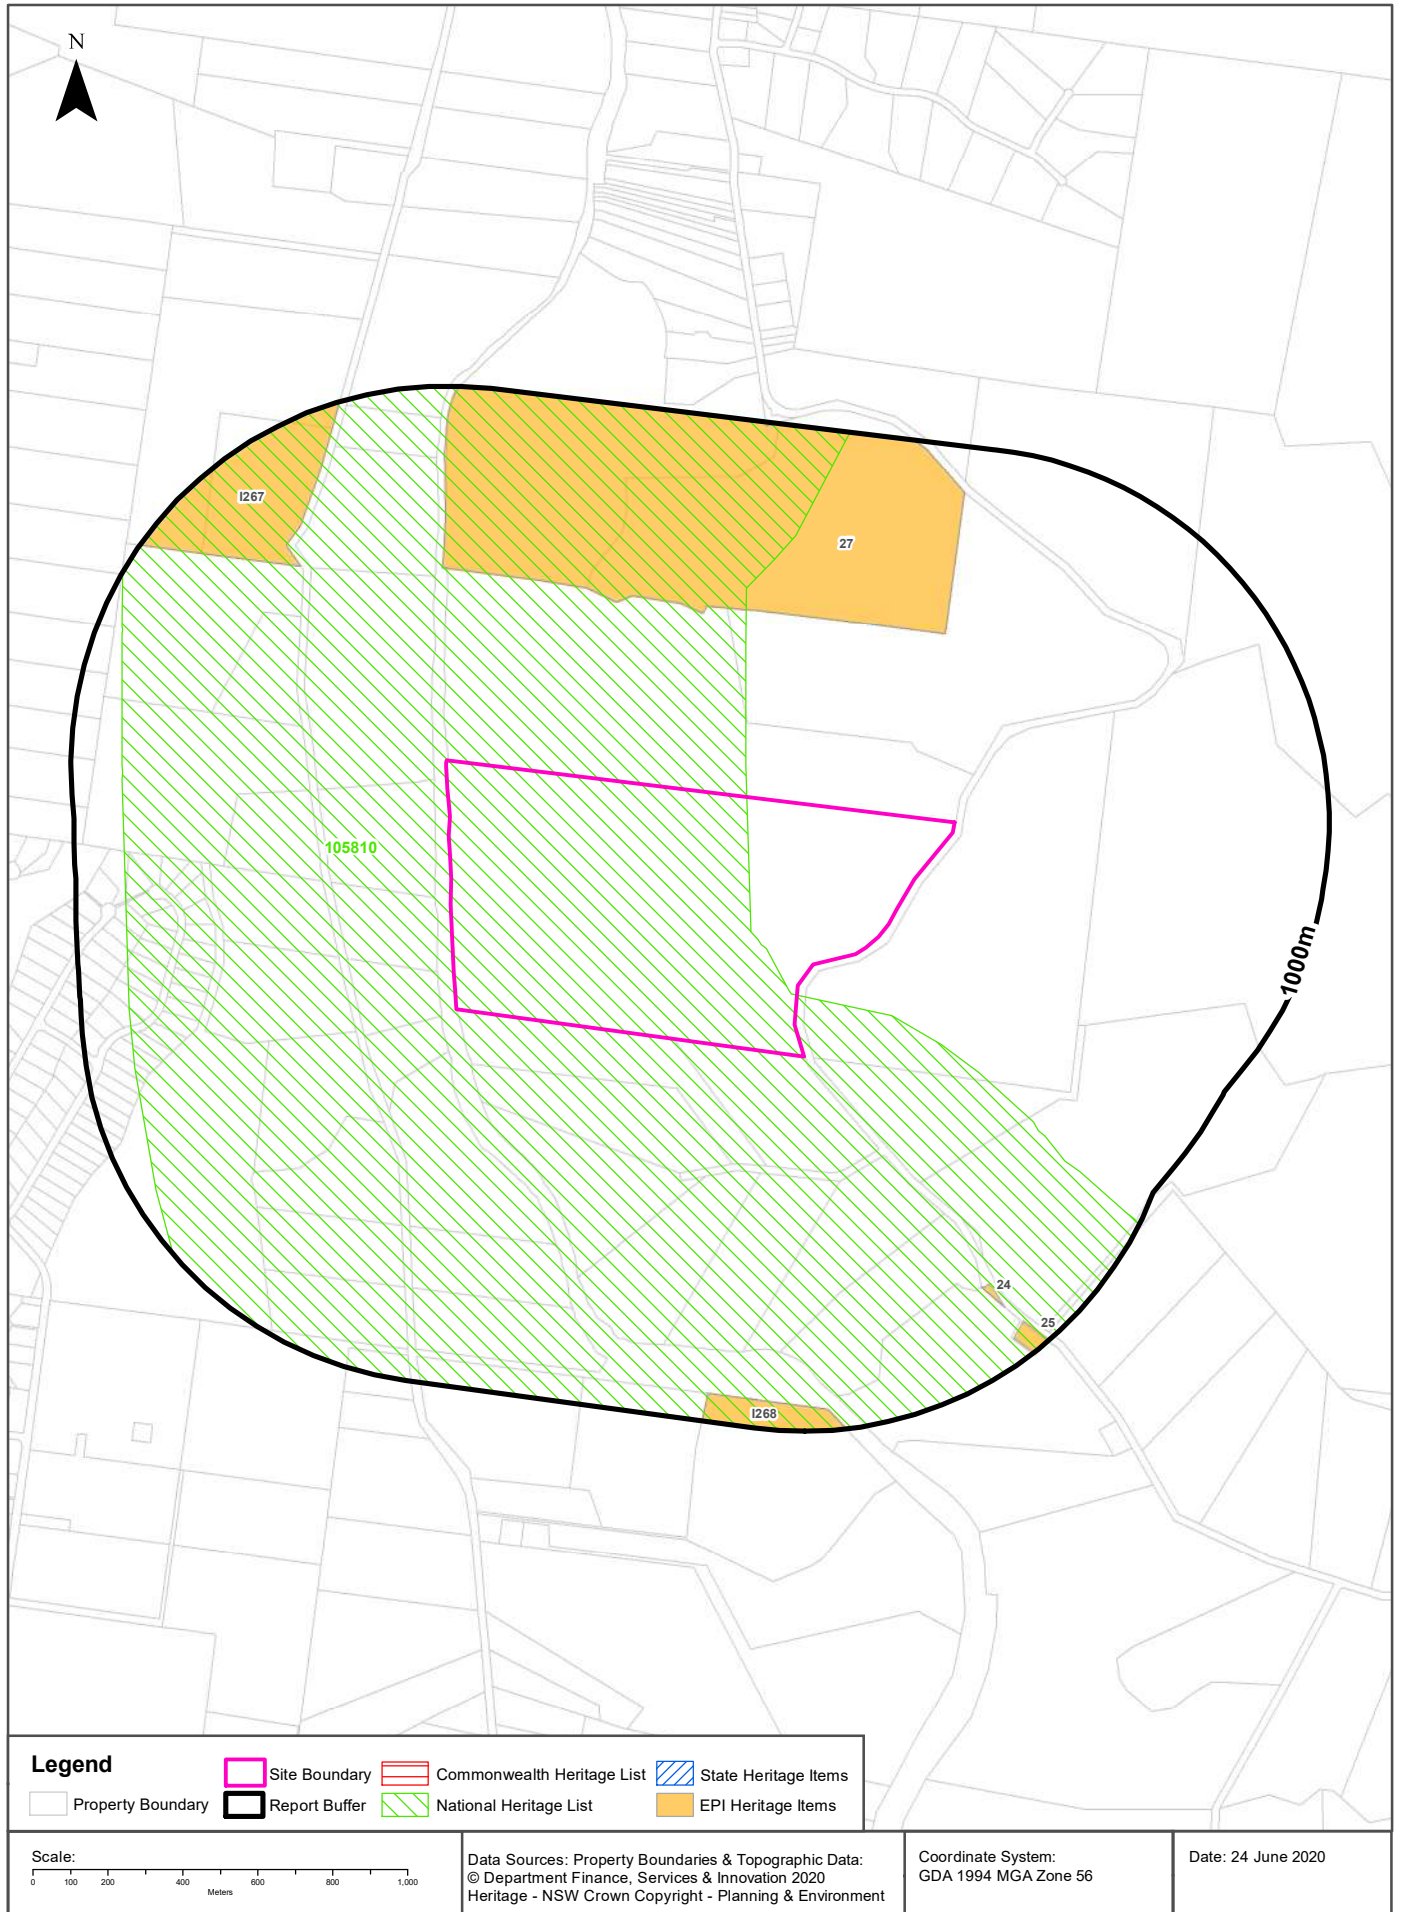 N
I267
27
105810
1000m
24
25
I268
Legend
Property Boundary
Site Boundary
Report Buffer
Commonwealth Heritage List
National Heritage List
State Heritage Items
EPI Heritage Items
Scale:
0 100 200 400 600 800 1,000
Meters
Data Sources: Property Boundaries & Topographic Data:
© Department Finance, Services & Innovation 2020
Heritage - NSW Crown Copyright - Planning & Environment
Coordinate System:
GDA 1994 MGA Zone 56
Date: 24 June 2020